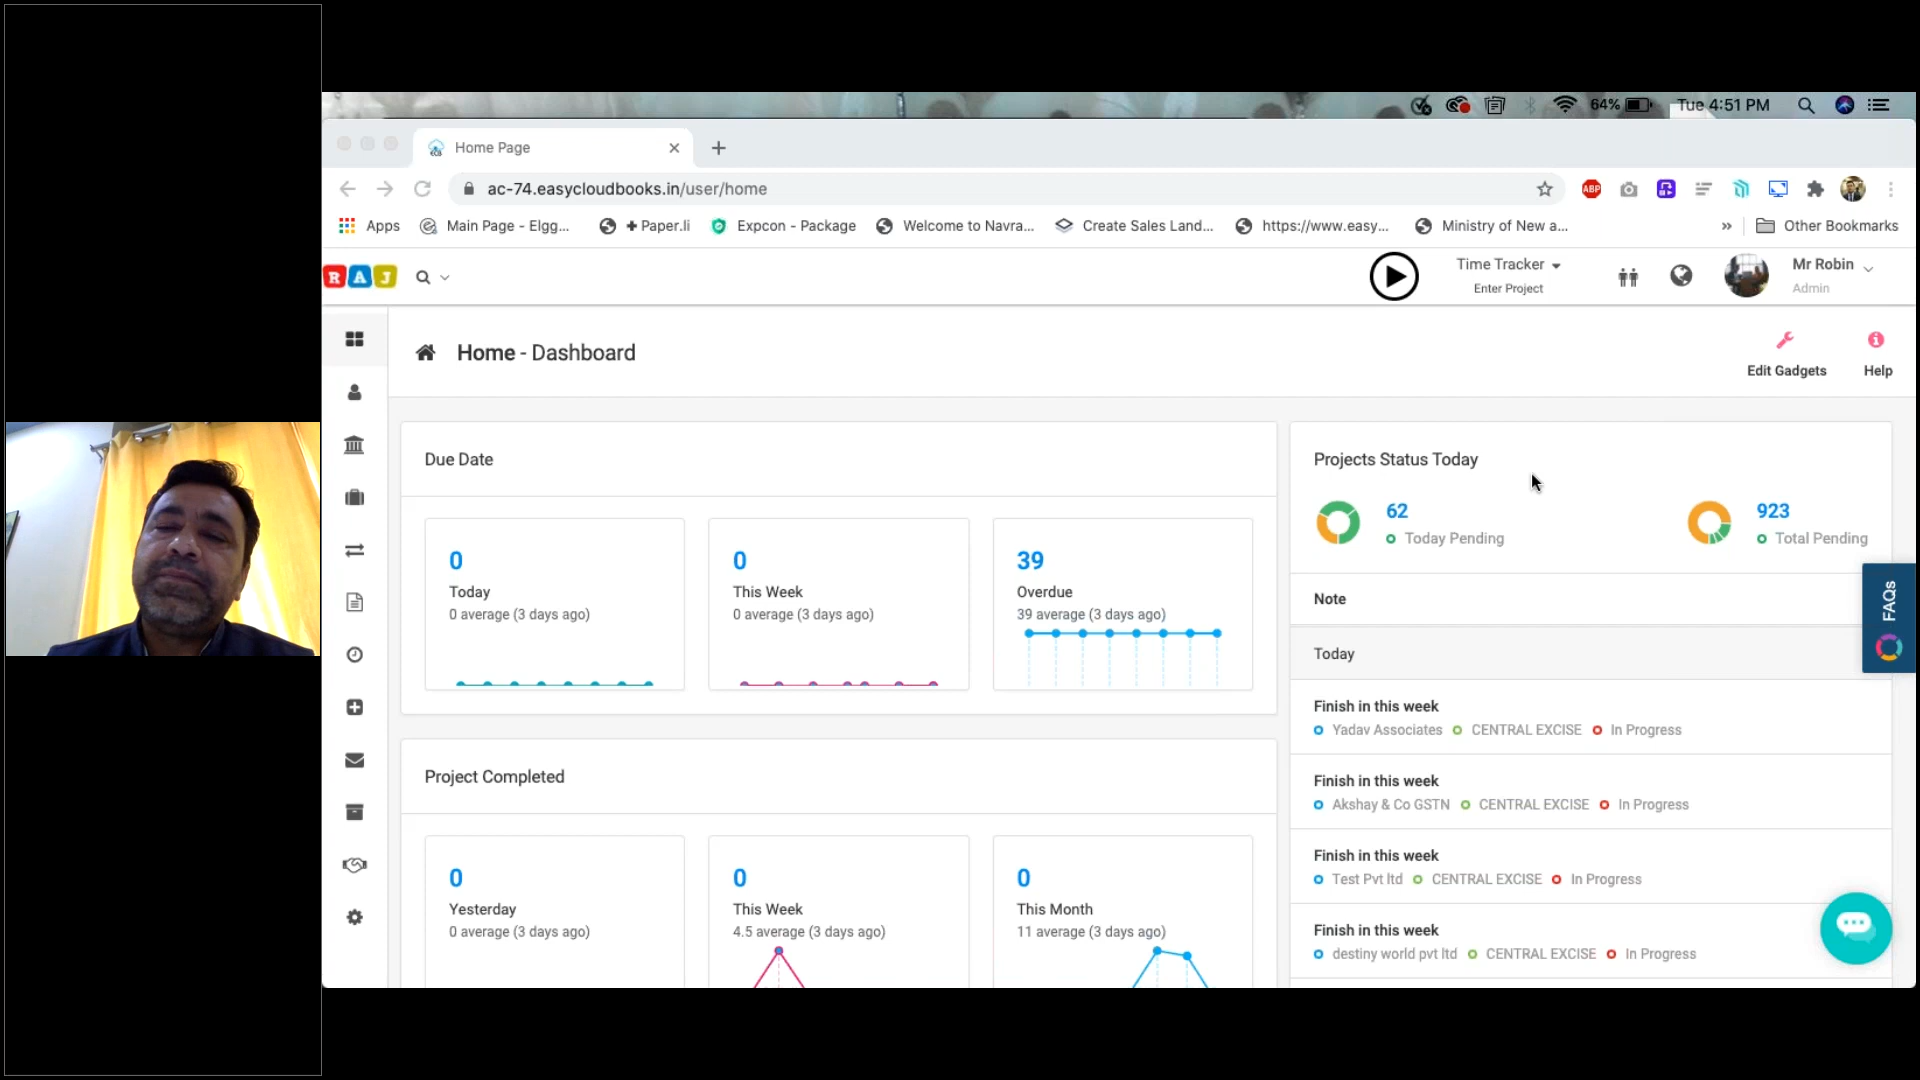 64% Tue 4:51 PM
Home Page
ac-74.easycloudbooks.in/user/home
ABP
Apps Main Page - Elgg... + Paper.li Expcon - Package Welcome to Navra... Create Sales Land... https://www.easy... Ministry of New a... » Other Bookmarks
RAJ
Time Tracker
Enter Project
Mr Robin
Admin
Home - Dashboard
Edit Gadgets
Help
Due Date
0
Today
0 average (3 days ago)
0
This Week
0 average (3 days ago)
39
Overdue
39 average (3 days ago)
Project Completed
0
Yesterday
0 average (3 days ago)
0
This Week
4.5 average (3 days ago)
0
This Month
11 average (3 days ago)
Projects Status Today
62
Today Pending
923
Total Pending
Note
Today
Finish in this week
Yadav Associates CENTRAL EXCISE In Progress
Finish in this week
Akshay & Co GSTN CENTRAL EXCISE In Progress
Finish in this week
Test Pvt ltd CENTRAL EXCISE In Progress
Finish in this week
destiny world pvt ltd CENTRAL EXCISE In Progress
FAQs